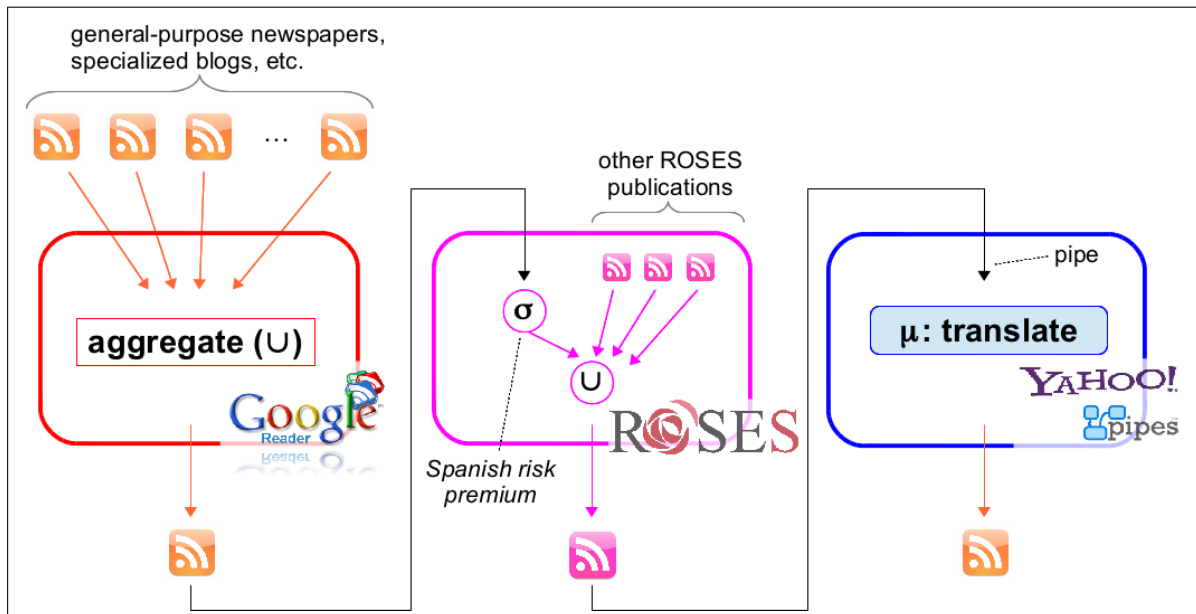 general-purpose newspapers,
specialized blogs, etc.
...
other ROSES
publications
pipe
σ
aggregate (∪)
μ: translate
∪
YAHOO!
Google
Reader
ROSES
pipes
Spanish risk
premium